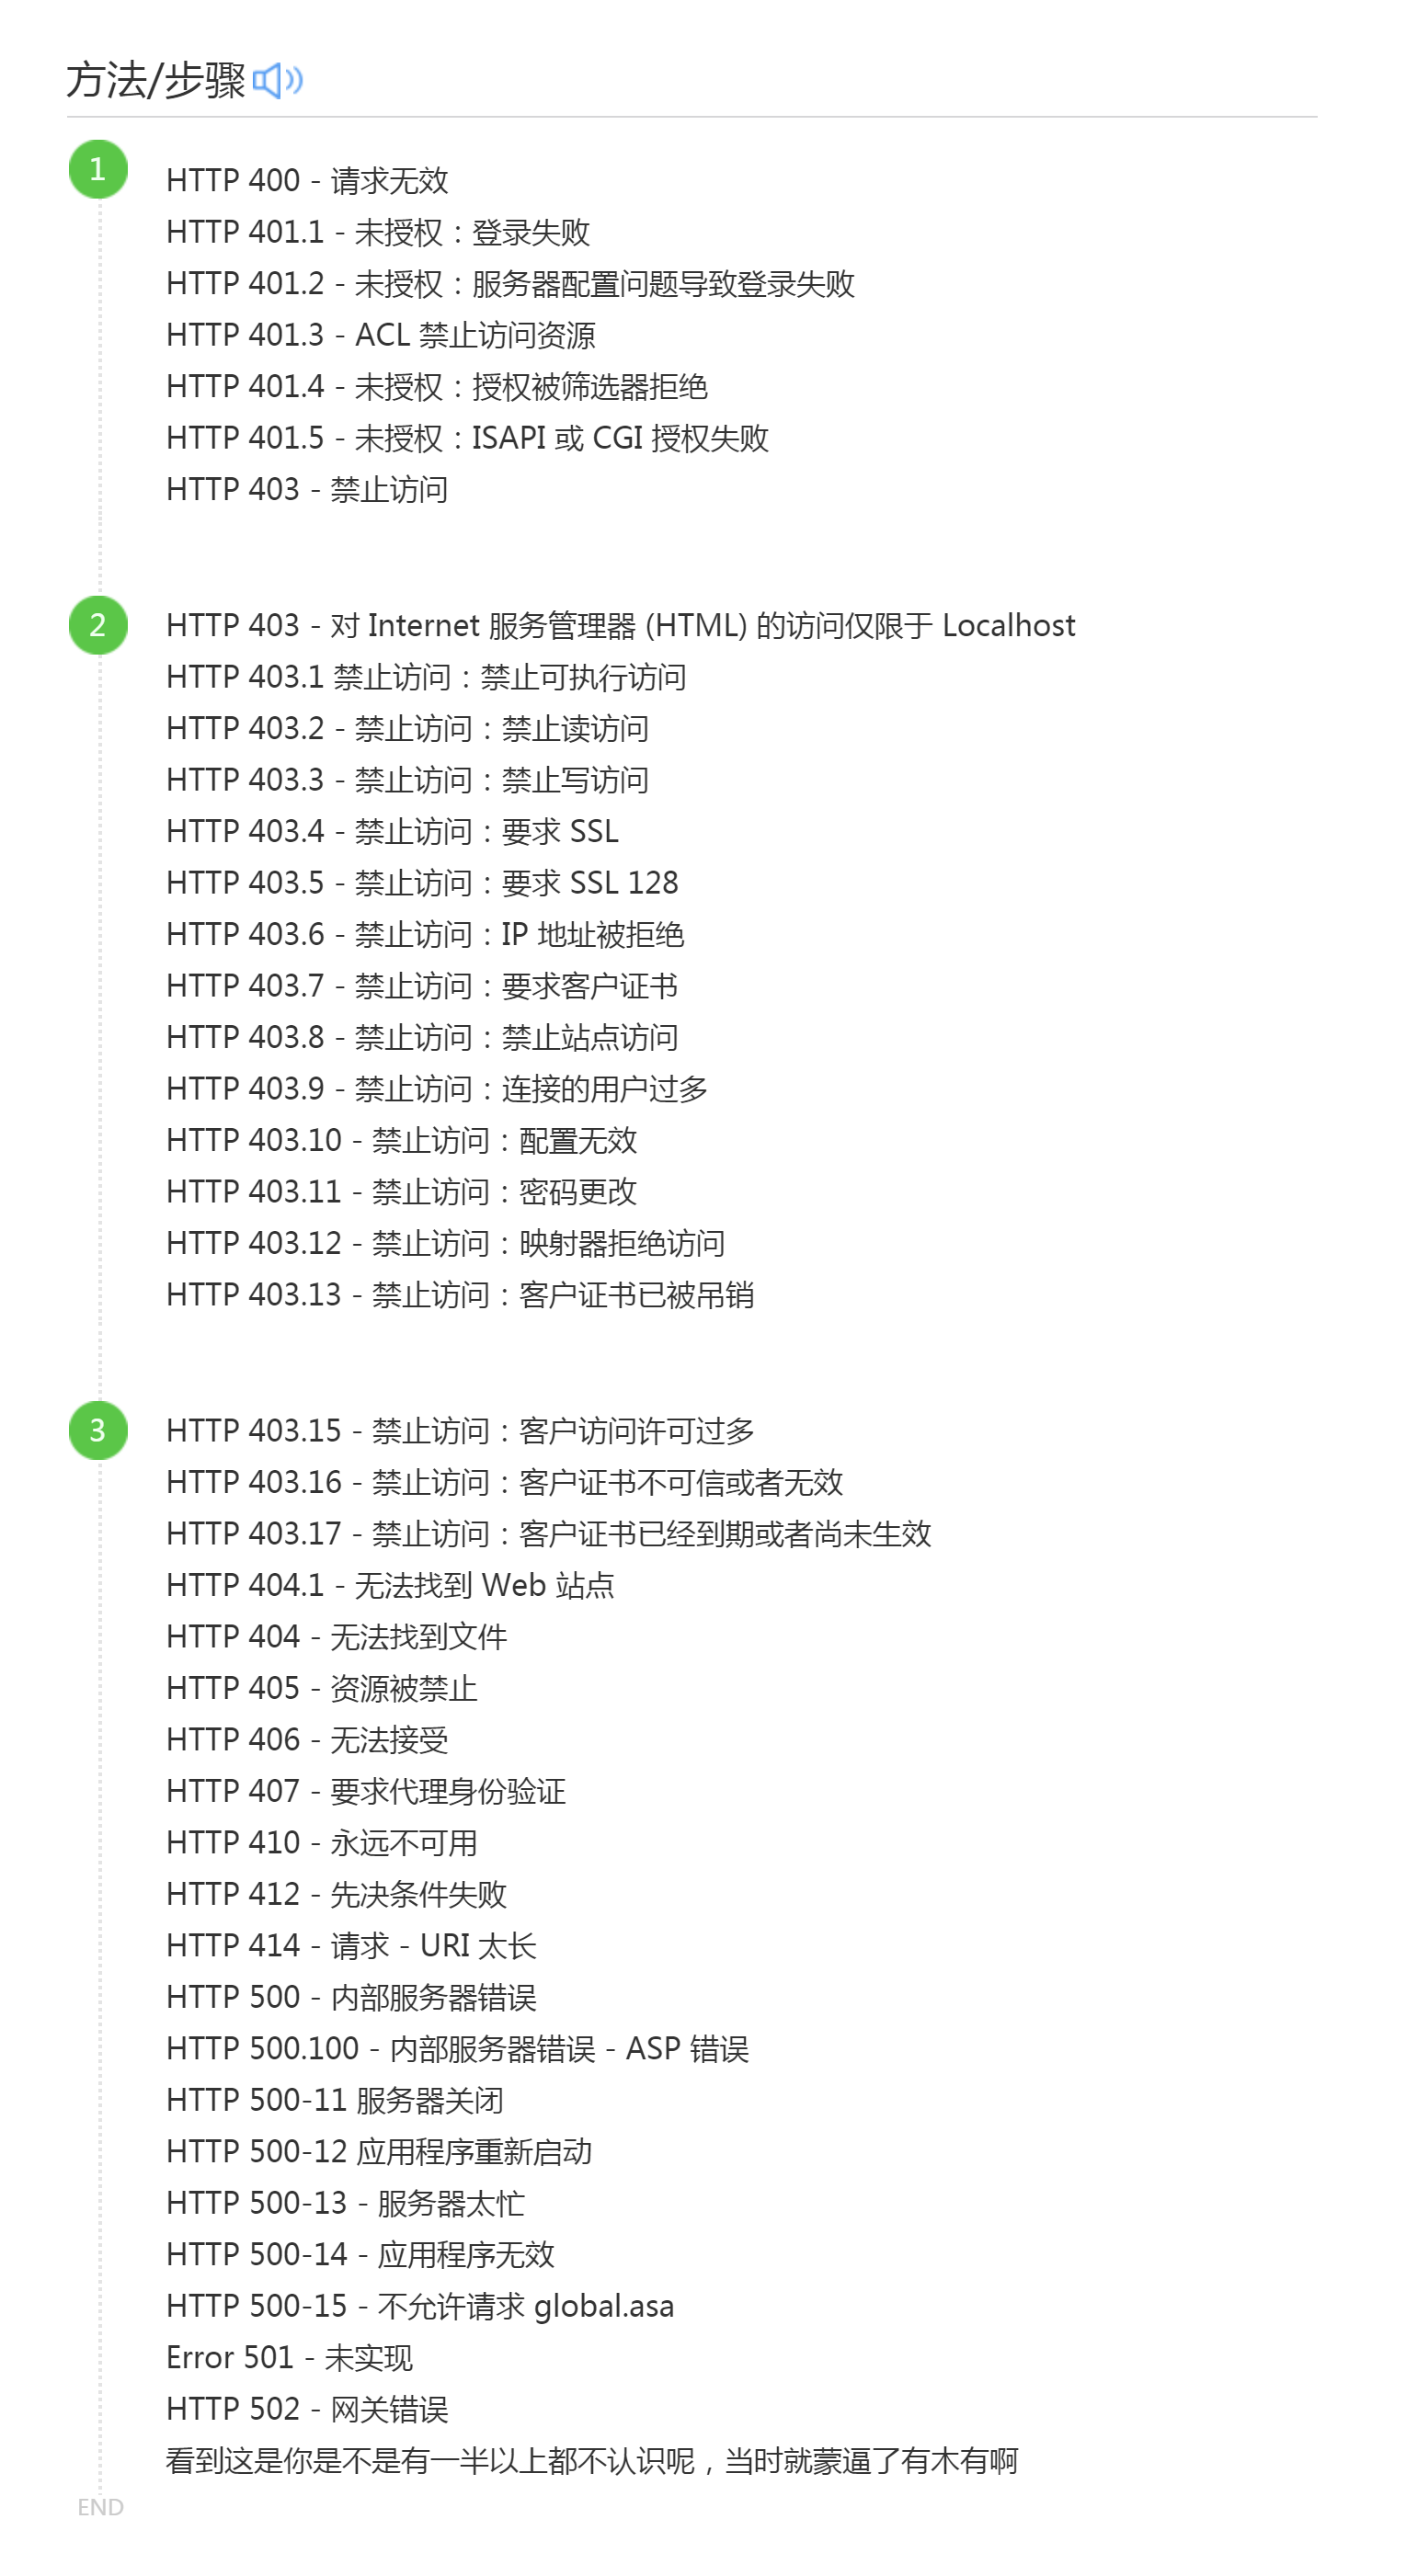 方法/步骤
1
HTTP 400 - 请求无效
HTTP 401.1 - 未授权：登录失败
HTTP 401.2 - 未授权：服务器配置问题导致登录失败
HTTP 401.3 - ACL 禁止访问资源
HTTP 401.4 - 未授权：授权被筛选器拒绝
HTTP 401.5 - 未授权：ISAPI 或 CGI 授权失败
HTTP 403 - 禁止访问
2
HTTP 403 - 对 Internet 服务管理器 (HTML) 的访问仅限于 Localhost
HTTP 403.1 禁止访问：禁止可执行访问
HTTP 403.2 - 禁止访问：禁止读访问
HTTP 403.3 - 禁止访问：禁止写访问
HTTP 403.4 - 禁止访问：要求 SSL
HTTP 403.5 - 禁止访问：要求 SSL 128
HTTP 403.6 - 禁止访问：IP 地址被拒绝
HTTP 403.7 - 禁止访问：要求客户证书
HTTP 403.8 - 禁止访问：禁止站点访问
HTTP 403.9 - 禁止访问：连接的用户过多
HTTP 403.10 - 禁止访问：配置无效
HTTP 403.11 - 禁止访问：密码更改
HTTP 403.12 - 禁止访问：映射器拒绝访问
HTTP 403.13 - 禁止访问：客户证书已被吊销
3
HTTP 403.15 - 禁止访问：客户访问许可过多
HTTP 403.16 - 禁止访问：客户证书不可信或者无效
HTTP 403.17 - 禁止访问：客户证书已经到期或者尚未生效
HTTP 404.1 - 无法找到 Web 站点
HTTP 404 - 无法找到文件
HTTP 405 - 资源被禁止
HTTP 406 - 无法接受
HTTP 407 - 要求代理身份验证
HTTP 410 - 永远不可用
HTTP 412 - 先决条件失败
HTTP 414 - 请求 - URI 太长
HTTP 500 - 内部服务器错误
HTTP 500.100 - 内部服务器错误 - ASP 错误
HTTP 500-11 服务器关闭
HTTP 500-12 应用程序重新启动
HTTP 500-13 - 服务器太忙
HTTP 500-14 - 应用程序无效
HTTP 500-15 - 不允许请求 global.asa
Error 501 - 未实现
HTTP 502 - 网关错误
看到这是你是不是有一半以上都不认识呢，当时就蒙逼了有木有啊
END